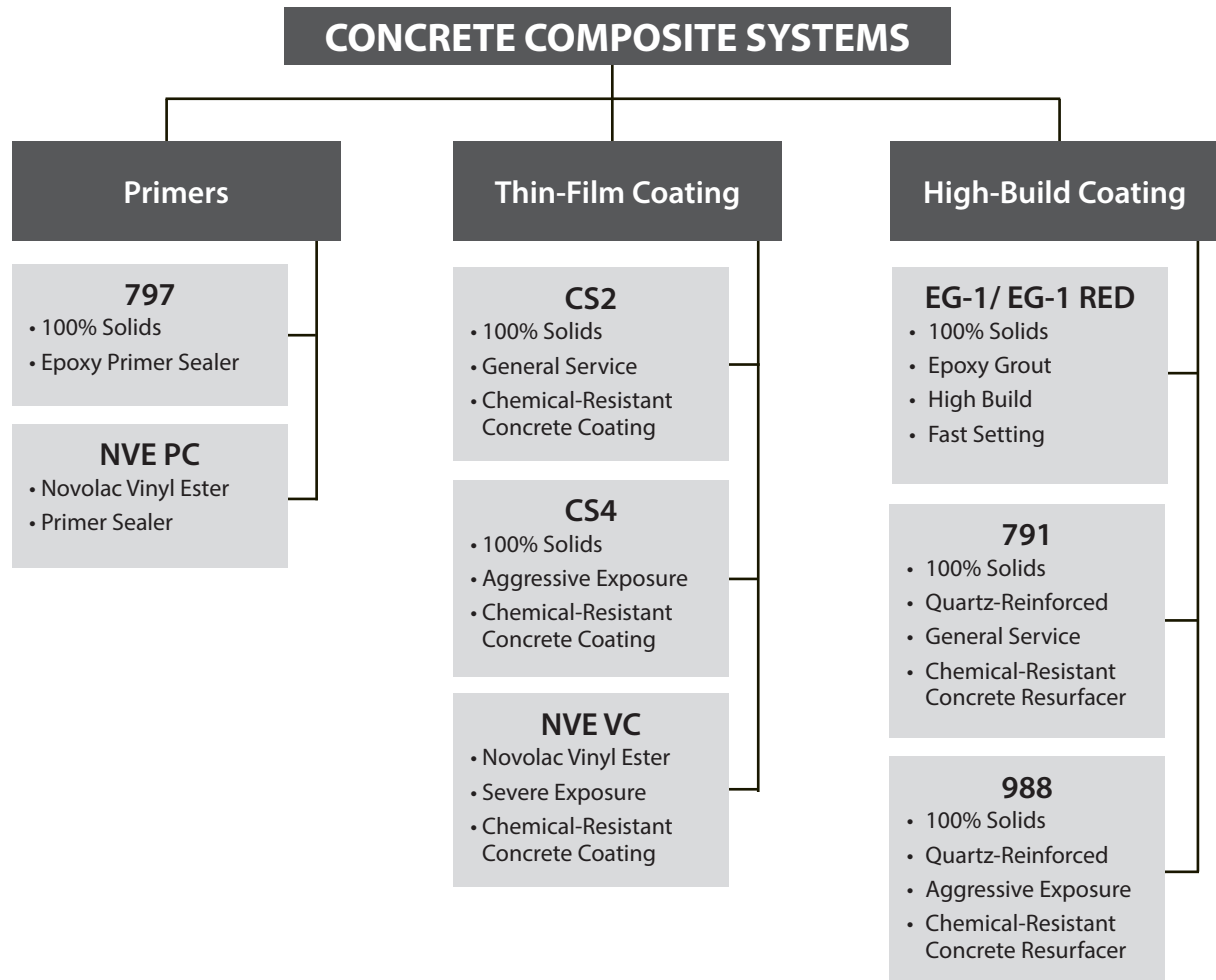 CONCRETE COMPOSITE SYSTEMS
Primers
797
• 100% Solids
• Epoxy Primer Sealer
NVE PC
• Novolac Vinyl Ester
• Primer Sealer
Thin-Film Coating
CS2
• 100% Solids
• General Service
• Chemical-Resistant
Concrete Coating
CS4
• 100% Solids
• Aggressive Exposure
• Chemical-Resistant
Concrete Coating
NVE VC
• Novolac Vinyl Ester
• Severe Exposure
• Chemical-Resistant
Concrete Coating
High-Build Coating
EG-1/ EG-1 RED
• 100% Solids
• Epoxy Grout
• High Build
• Fast Setting
791
• 100% Solids
• Quartz-Reinforced
• General Service
• Chemical-Resistant
Concrete Resurfacer
988
• 100% Solids
• Quartz-Reinforced
• Aggressive Exposure
• Chemical-Resistant
Concrete Resurfacer